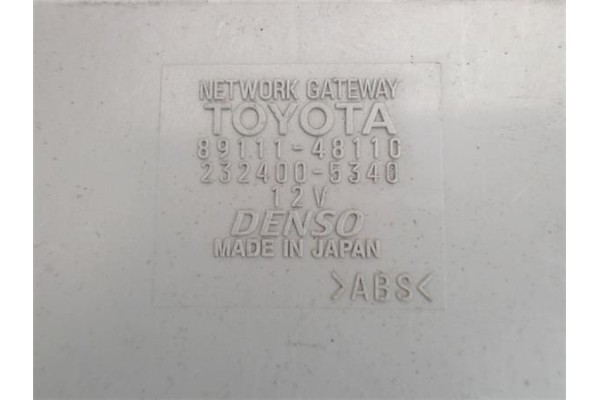 NETWORK GATEWAY
TOYOTA
89111-48110
232400-5340
12V
DENSO
MADE IN JAPAN
>ABS<